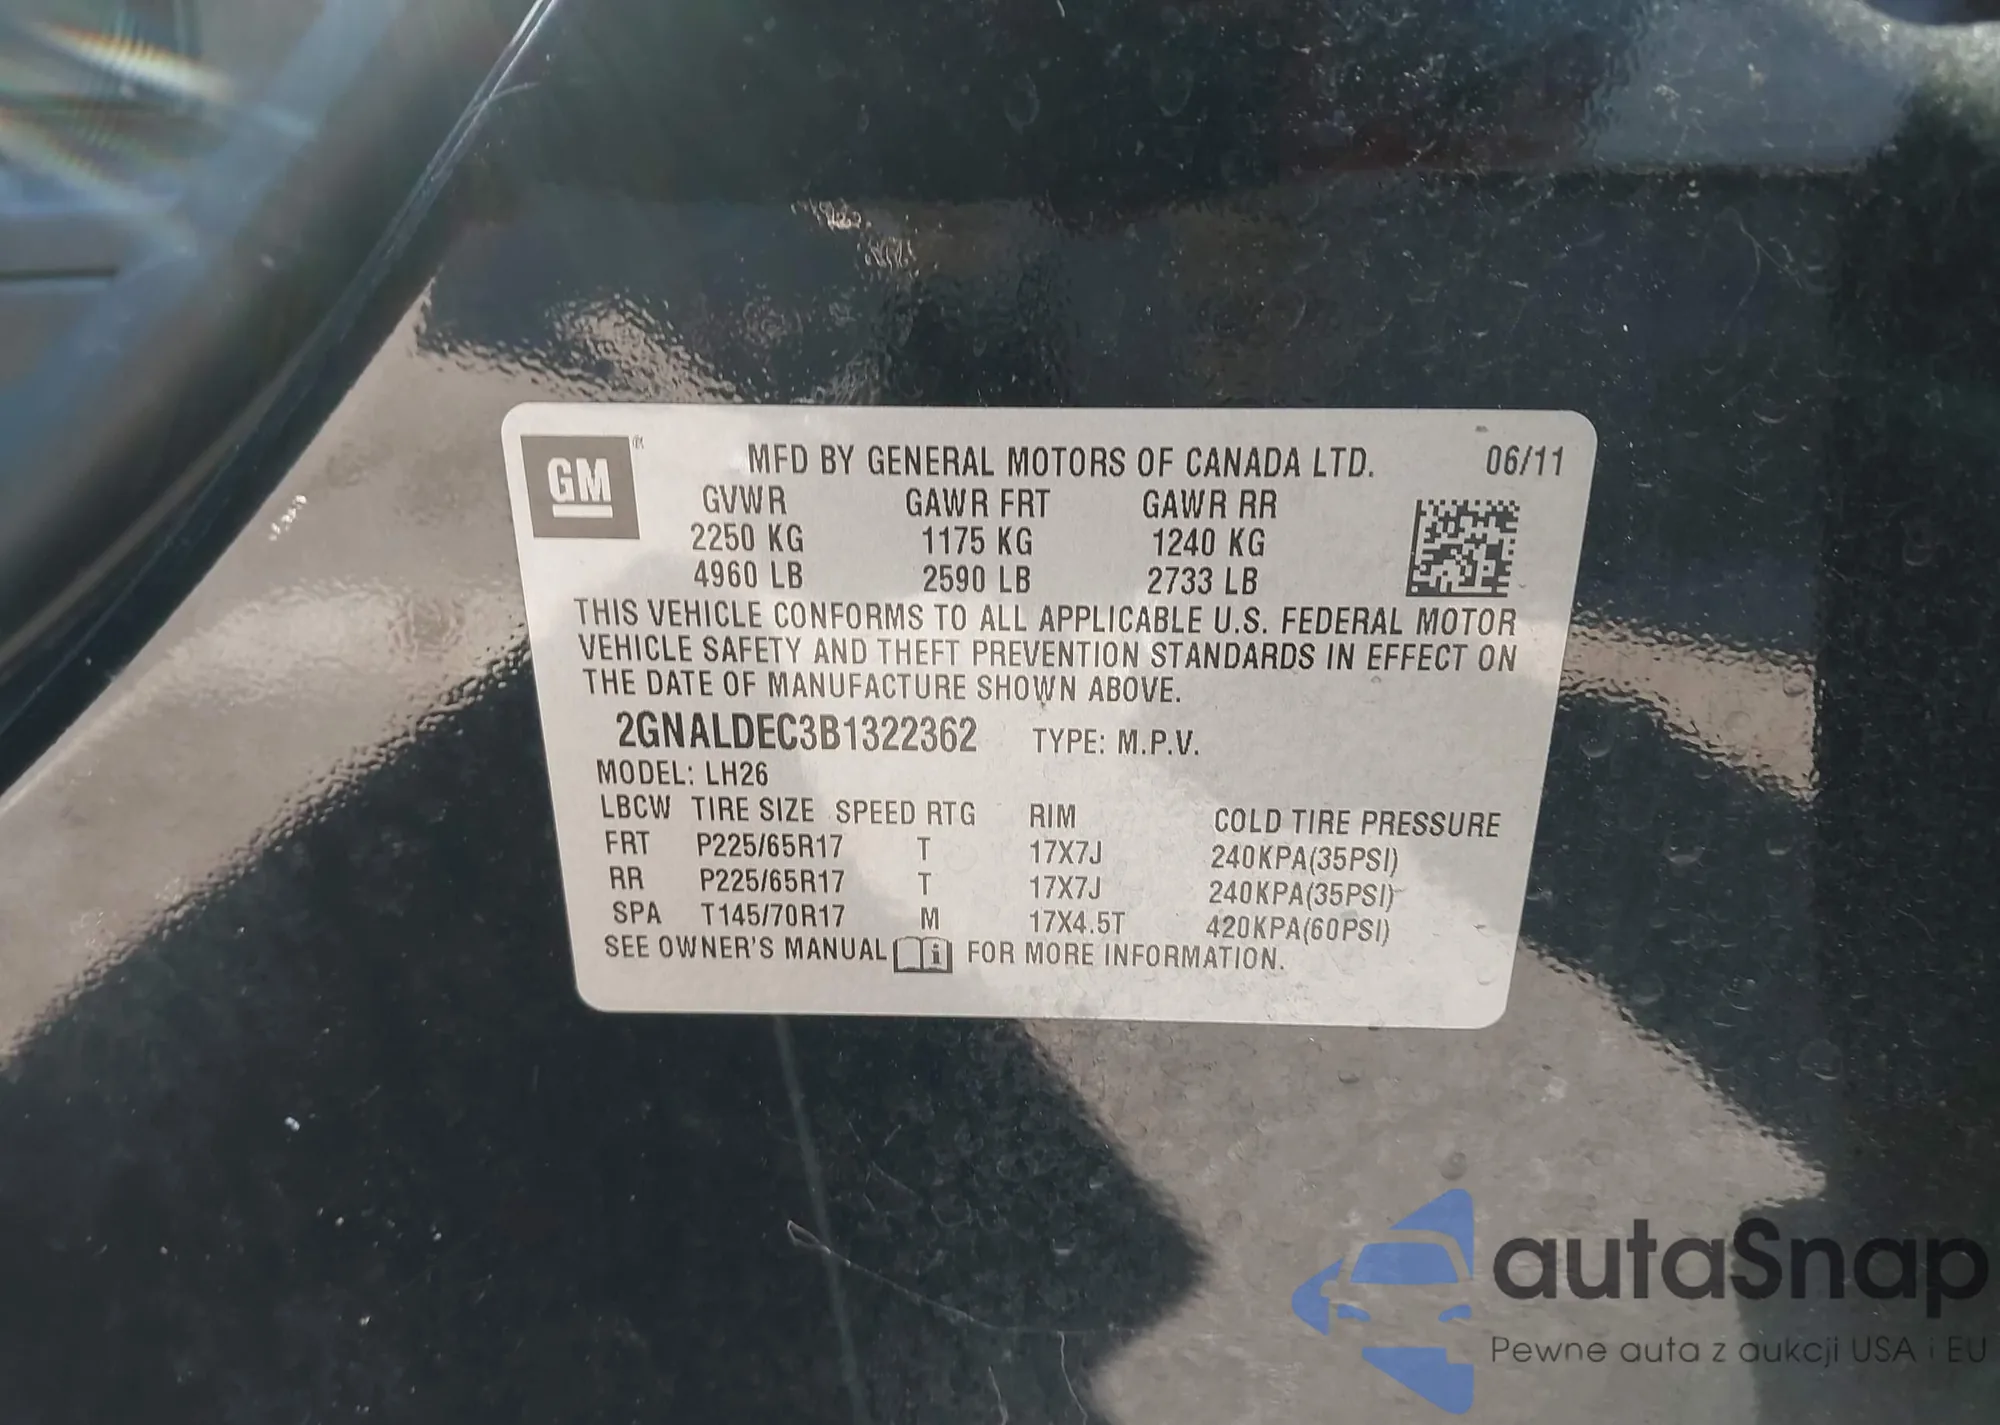 GM
MFD BY GENERAL MOTORS OF CANADA LTD. 06/11
GVWR GAWR FRT GAWR RR
2250 KG 1175 KG 1240 KG
4960 LB 2590 LB 2733 LB
THIS VEHICLE CONFORMS TO ALL APPLICABLE U.S. FEDERAL MOTOR
VEHICLE SAFETY AND THEFT PREVENTION STANDARDS IN EFFECT ON
THE DATE OF MANUFACTURE SHOWN ABOVE.
2GNALDEC3B1322362 TYPE: M.P.V.
MODEL: LH26
LBCW TIRE SIZE SPEED RTG RIM COLD TIRE PRESSURE
FRT P225/65R17 T 17X7J 240KPA(35PSI)
RR P225/65R17 T 17X7J 240KPA(35PSI)
SPA T145/70R17 M 17X4.5T 420KPA(60PSI)
SEE OWNER'S MANUAL i FOR MORE INFORMATION.
autaSnap
Pewne auta z aukcji USA i EU